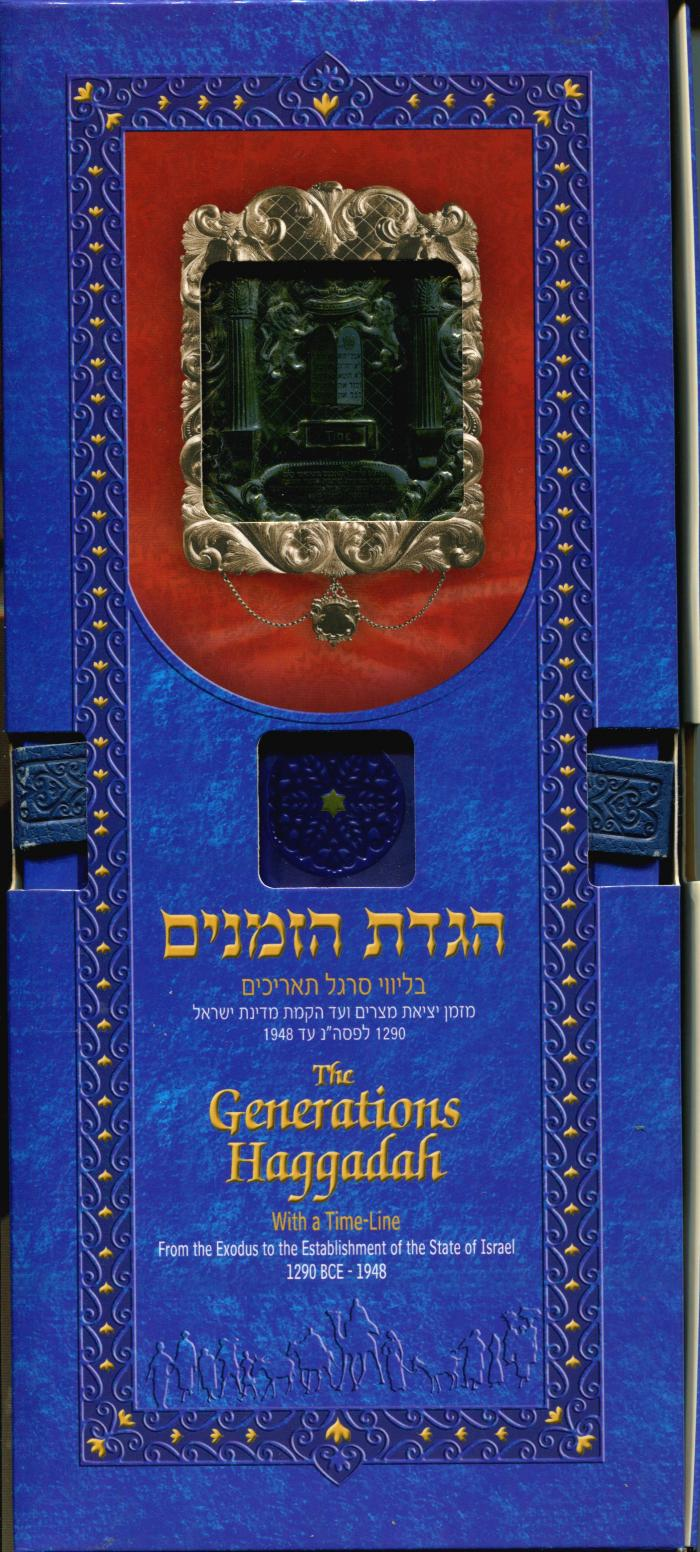 הגדת הזמנים
בליווי סרגל תאריכים
מזמן יציאת מצרים ועד הקמת מדינת ישראל
1290 לפסה"נ עד 1948
The
Generations
Haggadah
With a Time-Line
From the Exodus to the Establishment of the State of Israel
1290 BCE - 1948